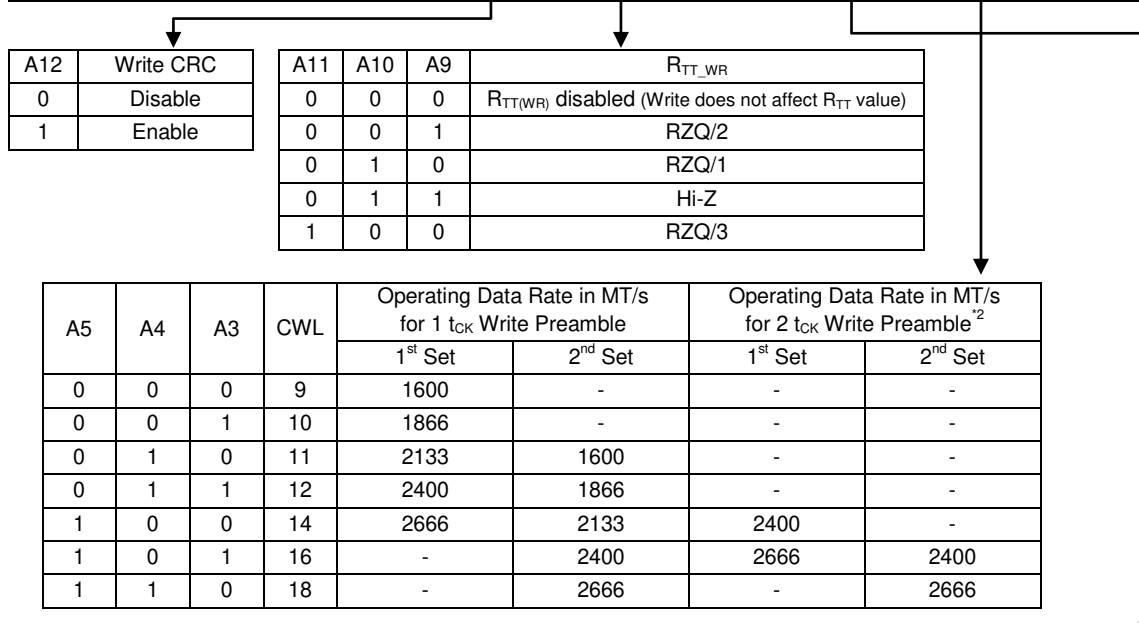 A12 Write CRC
0 Disable
1 Enable
A11 A10 A9 RTT_WR
0 0 0 RTT(WR) disabled (Write does not affect RTT value)
0 0 1 RZQ/2
0 1 0 RZQ/1
0 1 1 Hi-Z
1 0 0 RZQ/3
A5 A4 A3 CWL
Operating Data Rate in MT/s
for 1 tCK Write Preamble
Operating Data Rate in MT/s
for 2 tCK Write Preamble*2
1st Set 2nd Set 1st Set 2nd Set
0 0 0 9 1600 - - -
0 0 1 10 1866 - - -
0 1 0 11 2133 1600 - -
0 1 1 12 2400 1866 - -
1 0 0 14 2666 2133 2400 -
1 0 1 16 - 2400 2666 2400
1 1 0 18 - 2666 - 2666